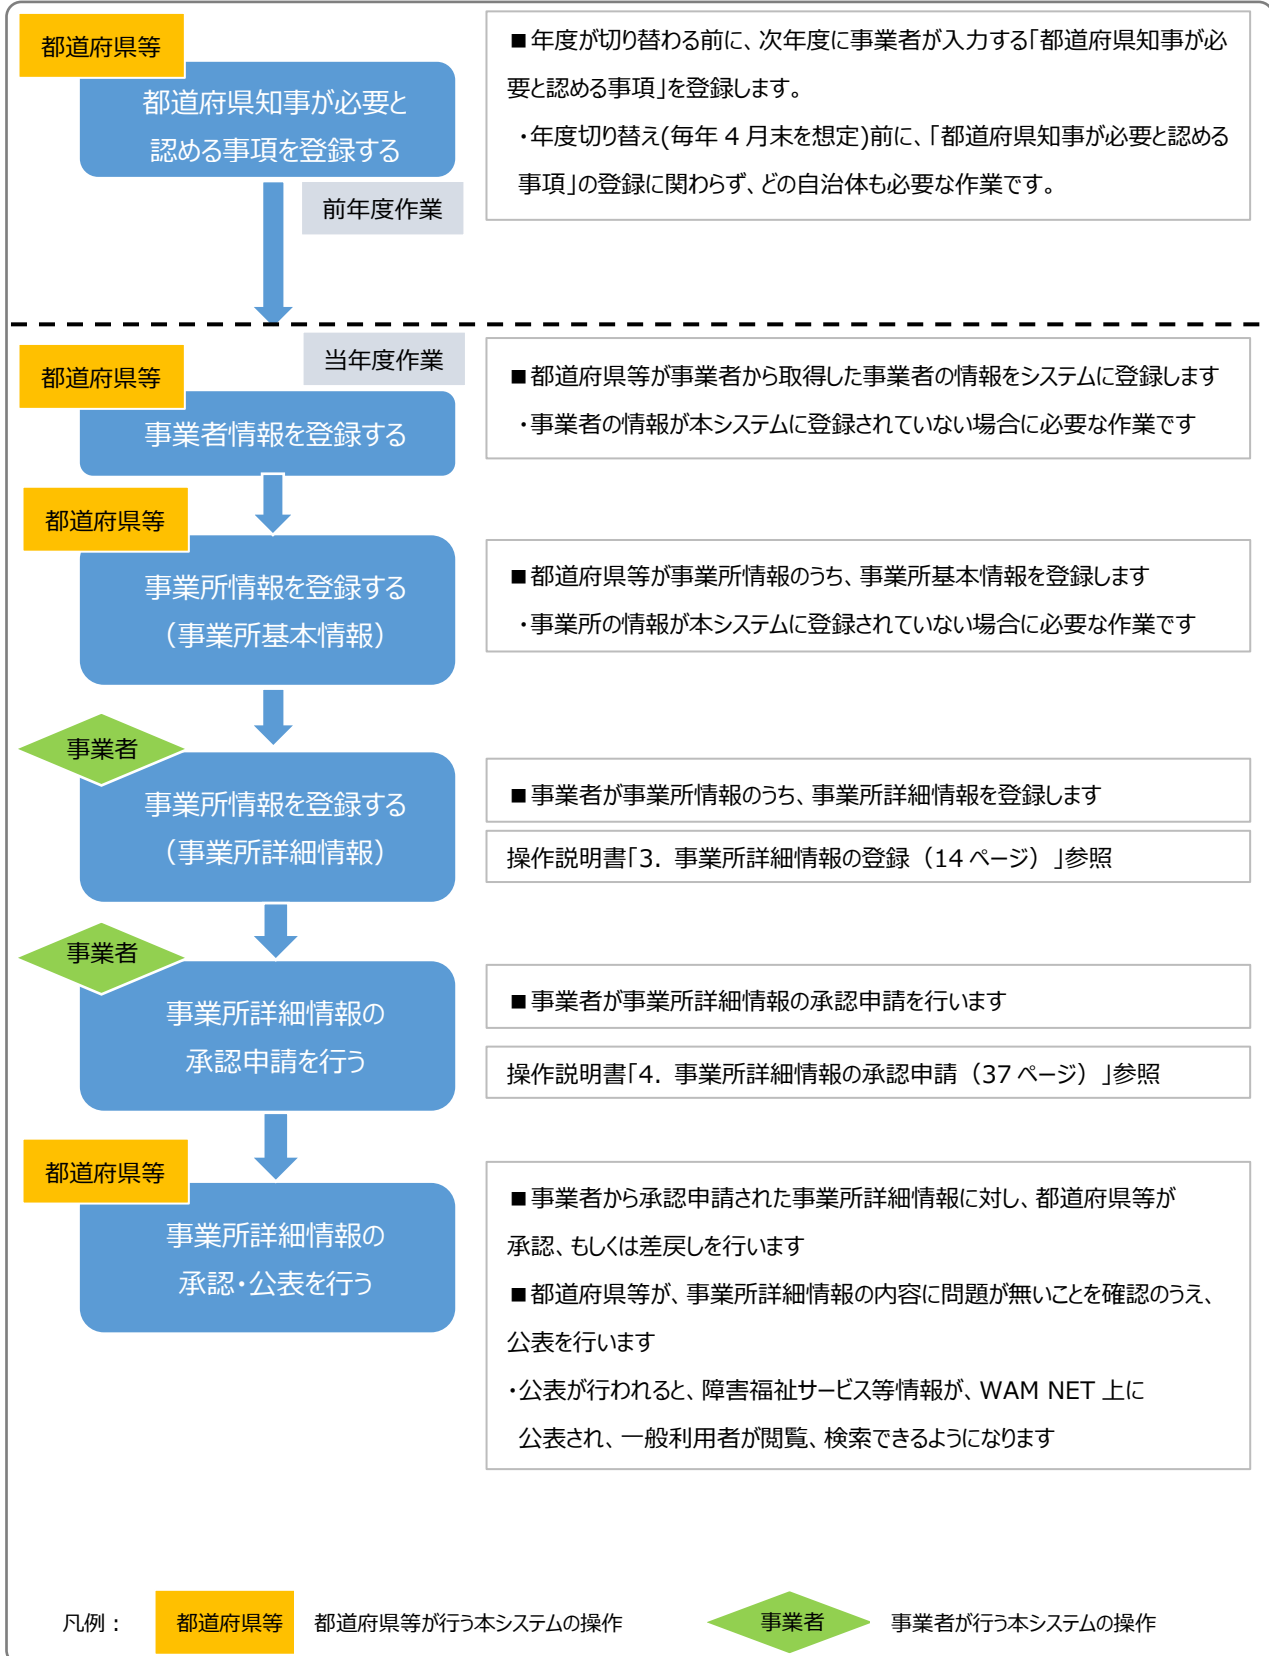 都道府県等
都道府県知事が必要と
認める事項を登録する
前年度作業
■年度が切り替わる前に、次年度に事業者が入力する「都道府県知事が必
要と認める事項」を登録します。
・年度切り替え(毎年 4 月末を想定)前に、「都道府県知事が必要と認める
事項」の登録に関わらず、どの自治体も必要な作業です。
当年度作業
都道府県等
事業者情報を登録する
■都道府県等が事業者から取得した事業者の情報をシステムに登録します
・事業者の情報が本システムに登録されていない場合に必要な作業です
都道府県等
事業所情報を登録する
（事業所基本情報）
■都道府県等が事業所情報のうち、事業所基本情報を登録します
・事業所の情報が本システムに登録されていない場合に必要な作業です
事業者
事業所情報を登録する
（事業所詳細情報）
■事業者が事業所情報のうち、事業所詳細情報を登録します
操作説明書「3. 事業所詳細情報の登録（14 ページ）」参照
事業者
事業所詳細情報の
承認申請を行う
■事業者が事業所詳細情報の承認申請を行います
操作説明書「4. 事業所詳細情報の承認申請（37 ページ）」参照
都道府県等
事業所詳細情報の
承認・公表を行う
■事業者から承認申請された事業所詳細情報に対し、都道府県等が
承認、もしくは差戻しを行います
■都道府県等が、事業所詳細情報の内容に問題が無いことを確認のうえ、
公表を行います
・公表が行われると、障害福祉サービス等情報が、WAM NET 上に
公表され、一般利用者が閲覧、検索できるようになります
凡例： 都道府県等 都道府県等が行う本システムの操作 事業者 事業者が行う本システムの操作